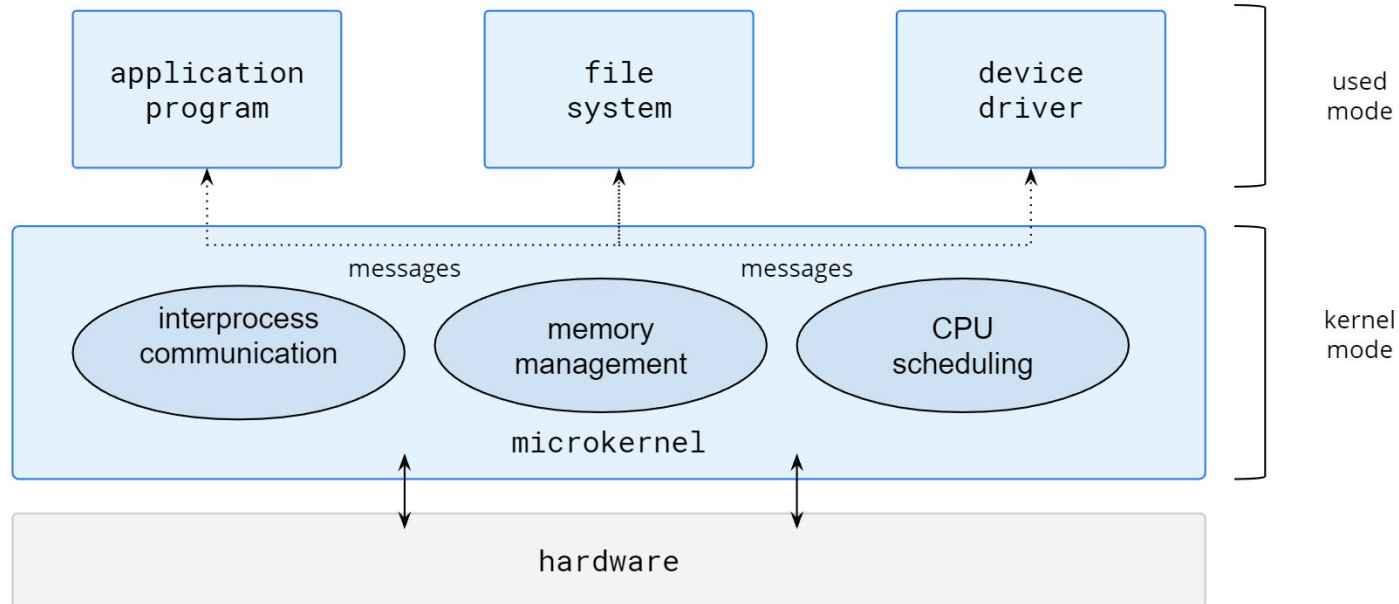 application
program
file
system
device
driver
used
mode
messages
messages
interprocess
communication
memory
management
CPU
scheduling
kernel
mode
microkernel
hardware